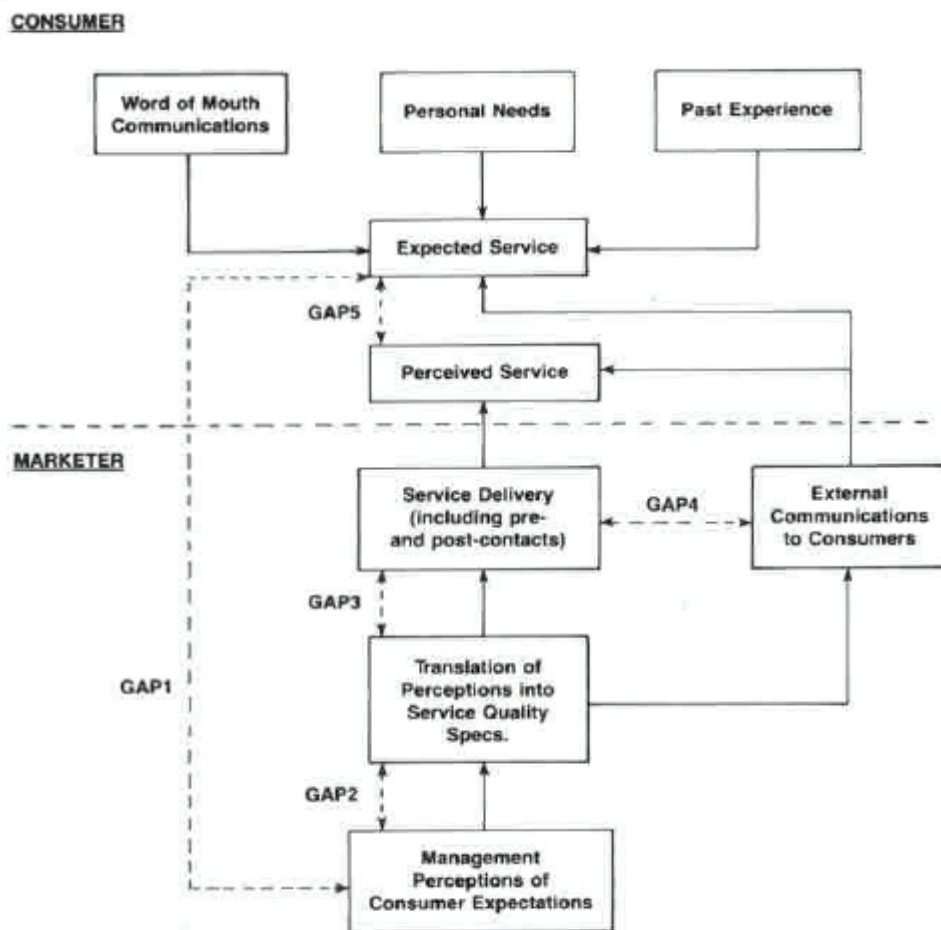 CONSUMER
Word of Mouth
Communications
Personal Needs
Past Experience
Expected Service
GAP5
Perceived Service
MARKETER
Service Delivery
(including pre-
and post-contacts)
GAP4
External
Communications
to Consumers
GAP3
Translation of
Perceptions into
Service Quality
Specs.
GAP1
GAP2
Management
Perceptions of
Consumer Expectations